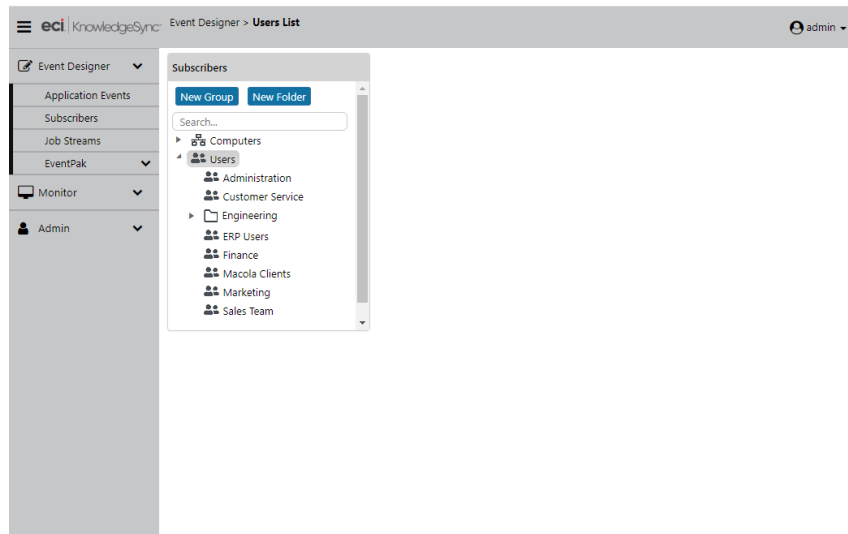 eci KnowledgeSync
Event Designer > Users List
admin
Event Designer
Application Events
Subscribers
Job Streams
EventPak
Monitor
Admin
Subscribers
New Group New Folder
Search...
Computers
Users
Administration
Customer Service
Engineering
ERP Users
Finance
Macola Clients
Marketing
Sales Team